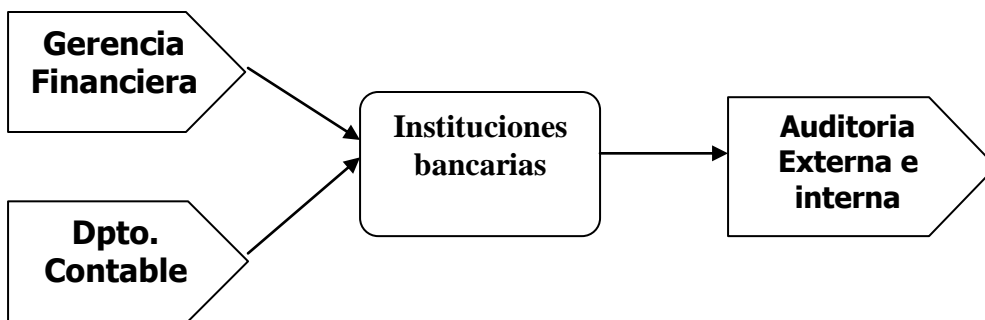 Gerencia
Financiera
Dpto.
Contable
Instituciones
bancarias
Auditoria
Externa e
interna